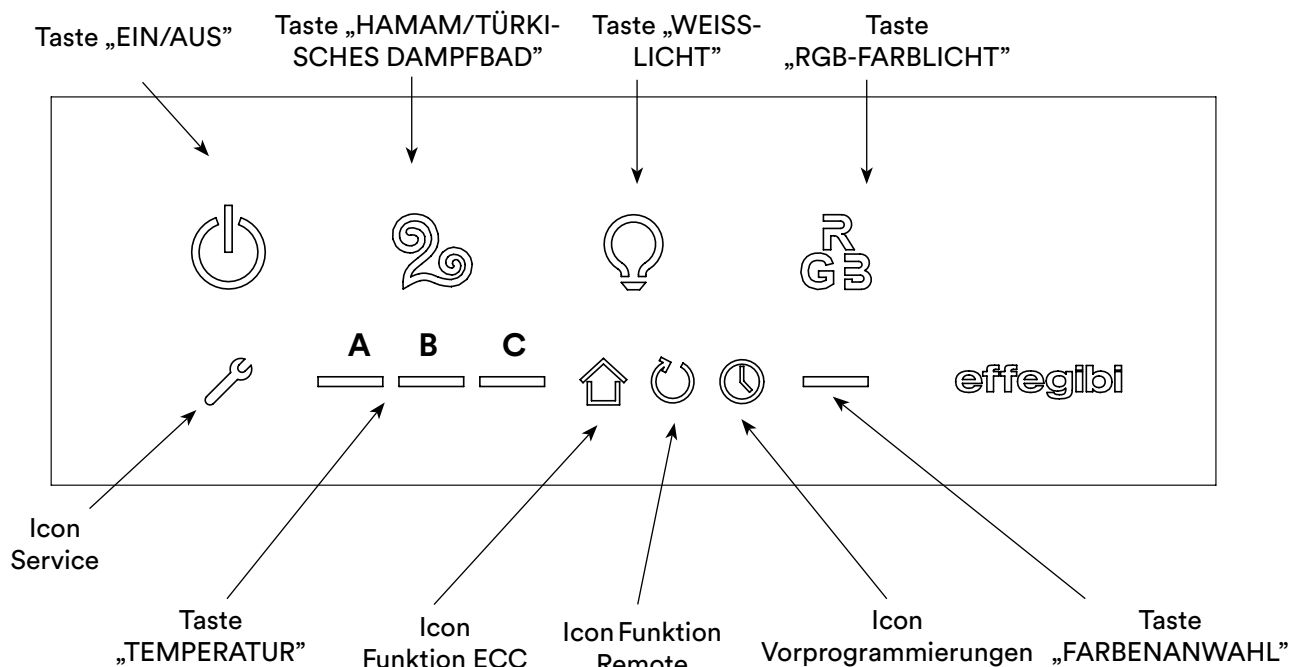 Taste „EIN/AUS”
Taste „HAMAM/TÜRKI-
SCHES DAMPFBAD”
Taste „WEISS-
LICHT”
Taste
„RGB-FARBLICHT”
R
GB
A B C
effegibi
Icon
Service
Taste
„TEMPERATUR”
Icon
Funktion ECC
Icon Funktion
Remote
Icon
Vorprogrammierungen
Taste
„FARBENANWAHL”